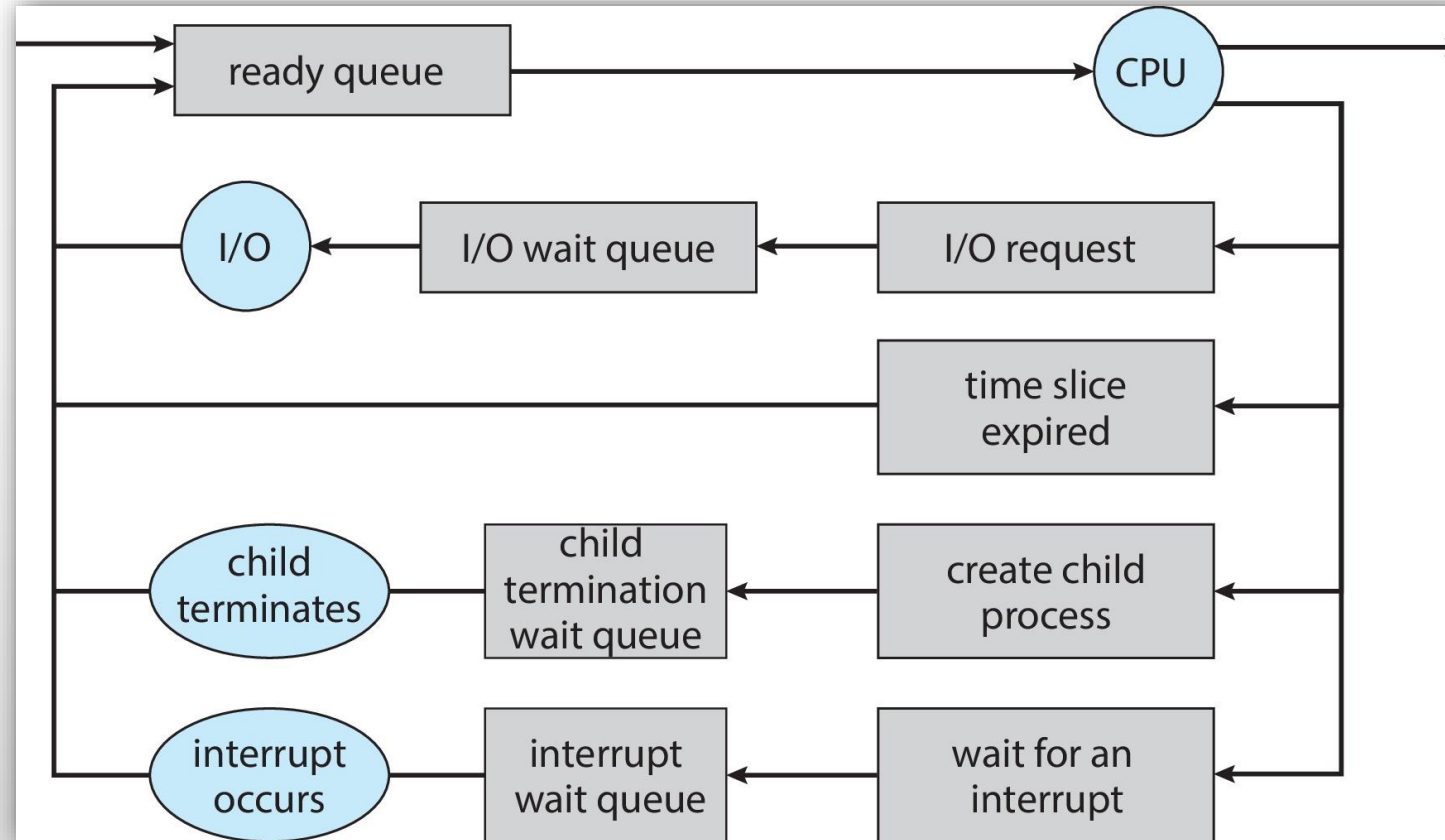 ready queue
CPU
I/O
I/O wait queue
I/O request
time slice
expired
child
terminates
child
termination
wait queue
create child
process
interrupt
occurs
interrupt
wait queue
wait for an
interrupt